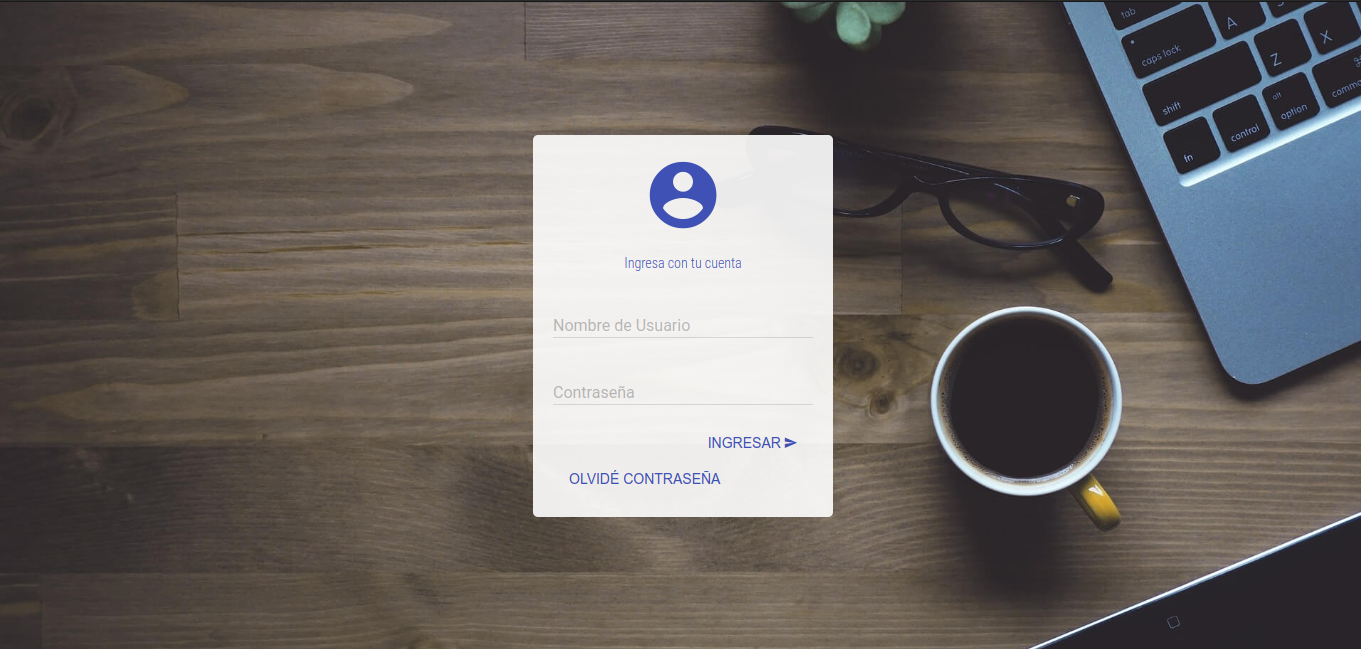 tab
caps lock
A
S
Z
X
shift
fn
control
alt
option
⌘
Ingresa con tu cuenta
Nombre de Usuario
Contraseña
INGRESAR
OLVIDÉ CONTRASEÑA